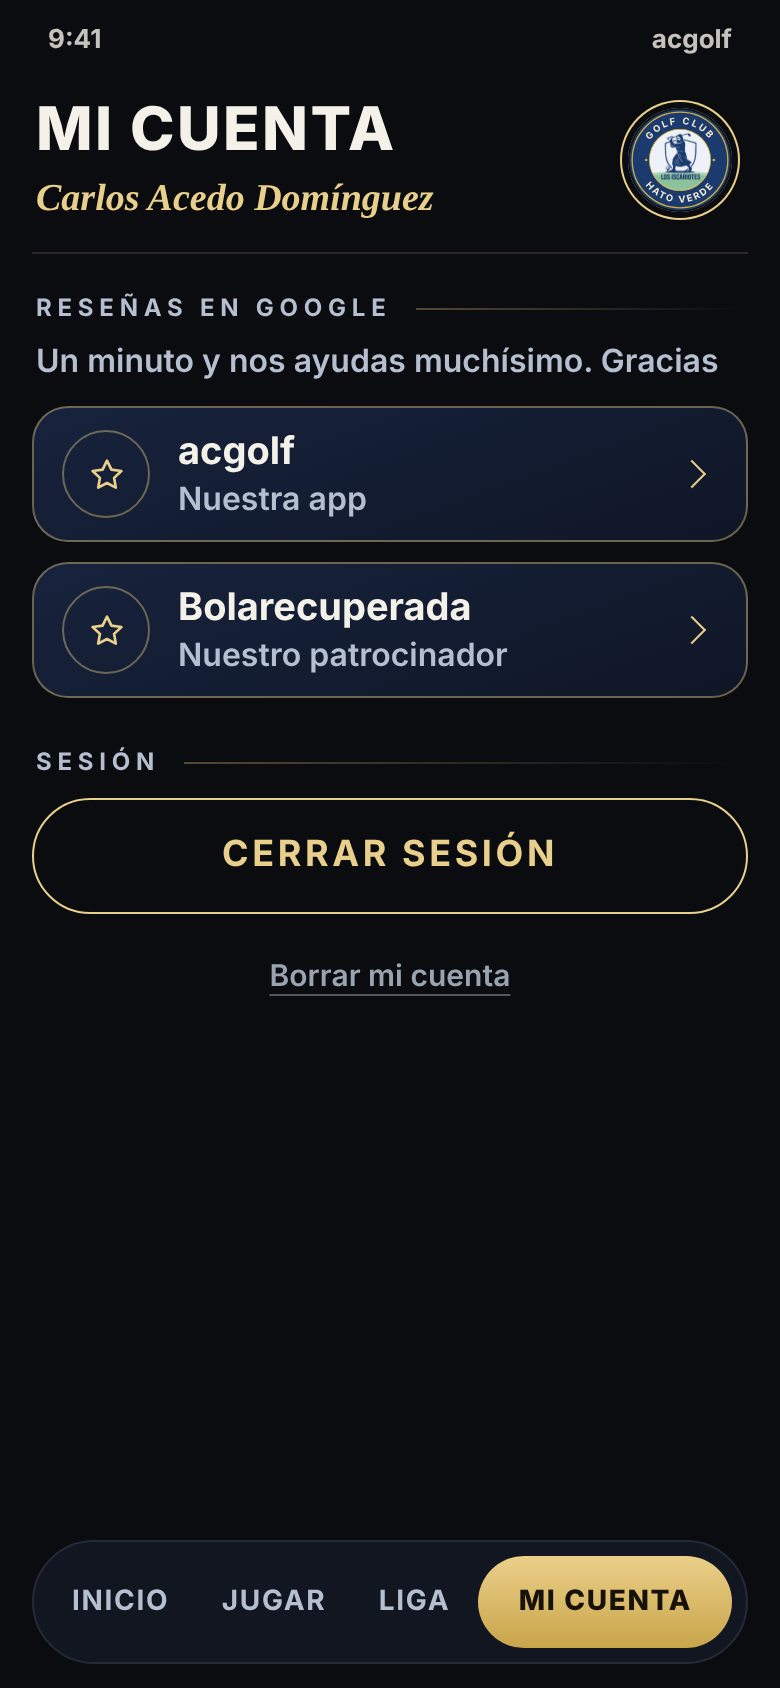 9:41
acgolf
MI CUENTA
Carlos Acedo Domínguez
GOLF CLUB
LOS ISCARIOTES
HATO VERDE
RESEÑAS EN GOOGLE
Un minuto y nos ayudas muchísimo. Gracias
acgolf
Nuestra app
Bolarecuperada
Nuestro patrocinador
SESIÓN
CERRAR SESIÓN
Borrar mi cuenta
INICIO
JUGAR
LIGA
MI CUENTA